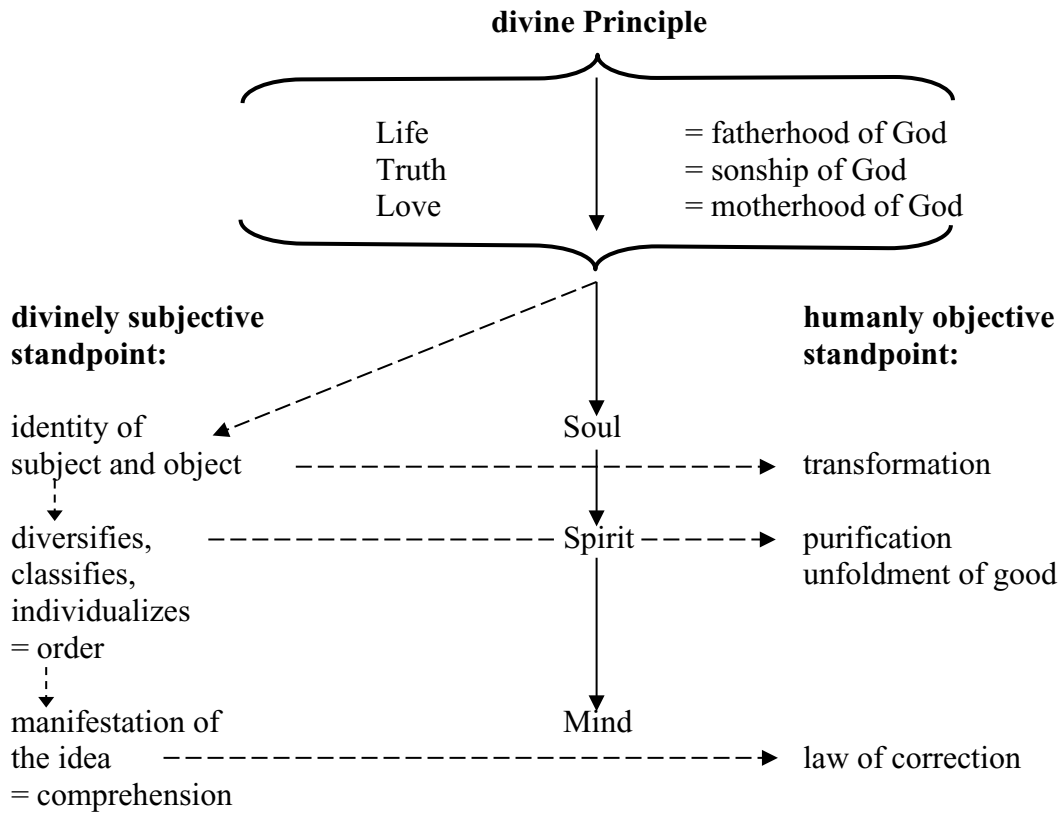 divine Principle
Life = fatherhood of God
Truth = sonship of God
Love = motherhood of God
divinely subjective humanly objective
standpoint: standpoint:
identity of Soul
subject and object transformation
diversifies, Spirit purification
classifies, unfoldment of good
individualizes
= order
manifestation of Mind
the idea law of correction
= comprehension